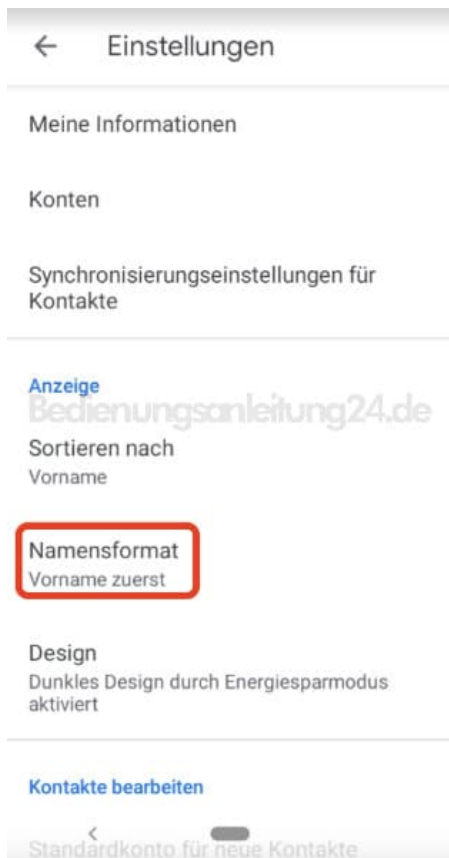 Einstellungen
Meine Informationen
Konten
Synchronisierungseinstellungen für
Kontakte
Anzeige
Bedienungsanleitung24.de
Sortieren nach
Vorname
Namensformat
Vorname zuerst
Design
Dunkles Design durch Energiesparmodus
aktiviert
Kontakte bearbeiten
Standardkonto für neue Kontakte